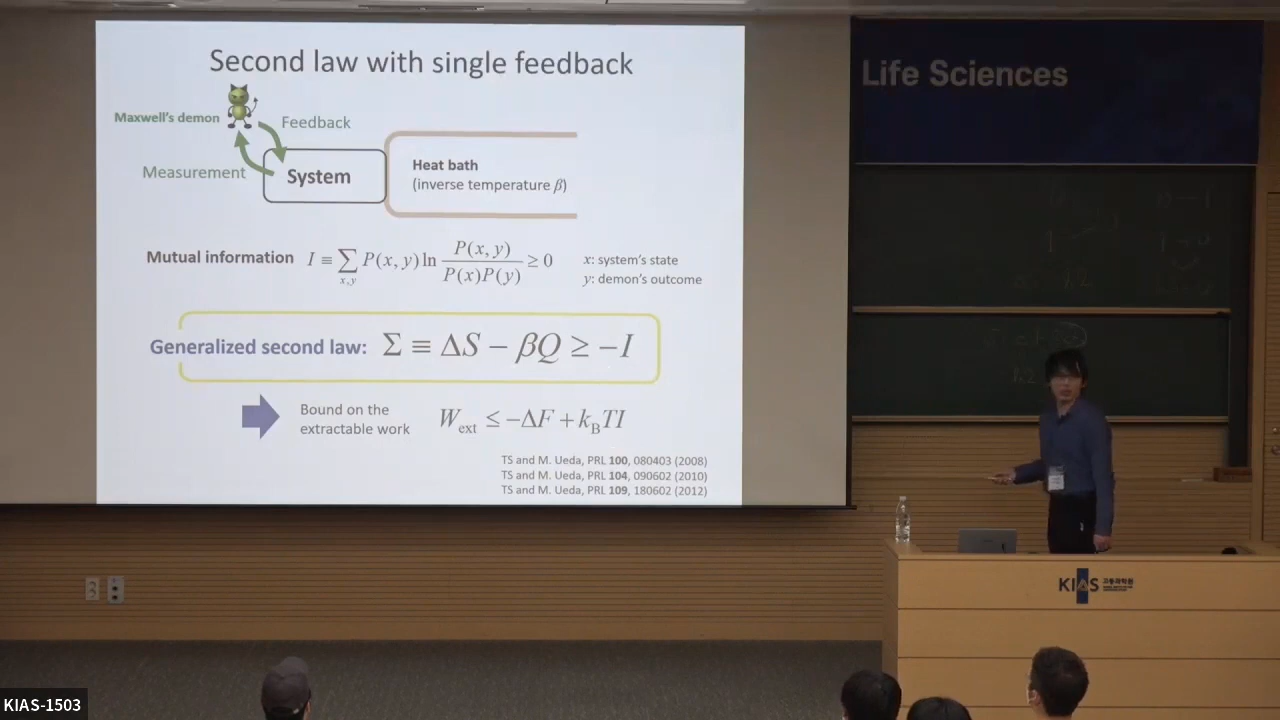 Second law with single feedback
Life Sciences
Maxwell's demon
Feedback
Measurement
System
Heat bath
(inverse temperature β)
Mutual information I ≡ ∑ P(x,y) ln P(x,y) / P(x)P(y) ≥ 0
x,y
x: system's state
y: demon's outcome
Generalized second law: Σ ≡ ΔS − βQ ≥ −I
Bound on the
extractable work
W_ext ≤ −ΔF + k_B TI
TS and M. Ueda, PRL 100, 080403 (2008)
TS and M. Ueda, PRL 104, 090602 (2010)
TS and M. Ueda, PRL 109, 180602 (2012)
KIAS 고등과학원
KIAS-1503